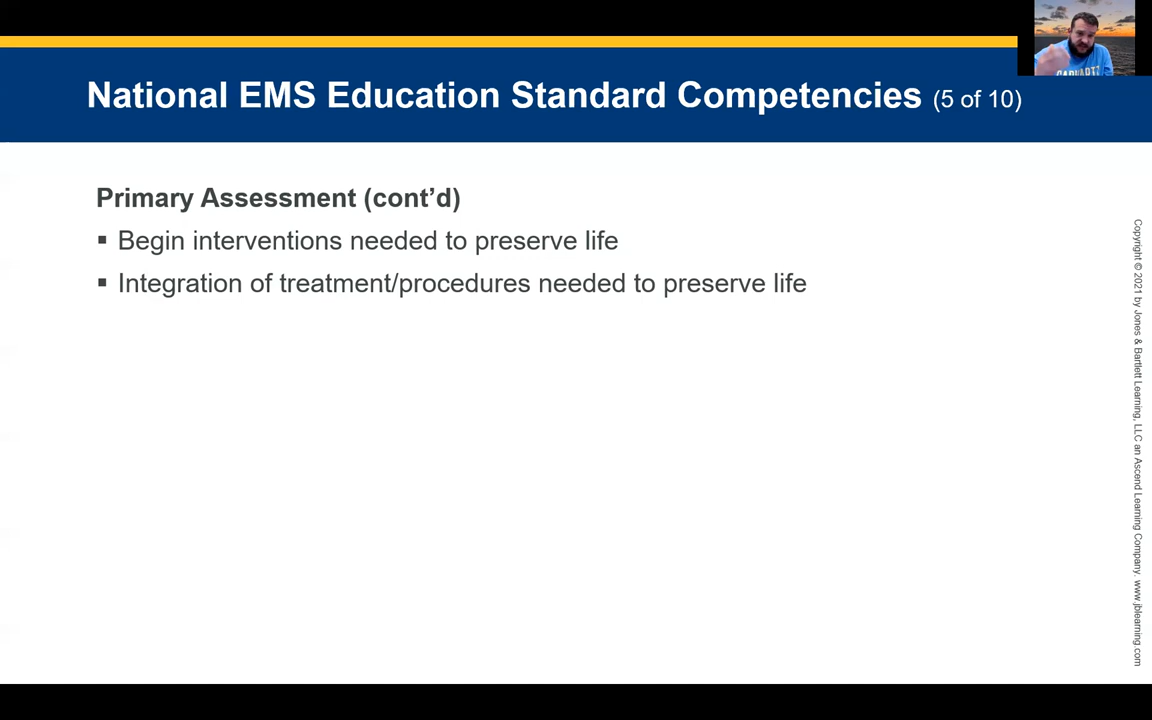 National EMS Education Standard Competencies (5 of 10)
Primary Assessment (cont’d)
▪ Begin interventions needed to preserve life
▪ Integration of treatment/procedures needed to preserve life
Copyright © 2021 by Jones & Bartlett Learning, LLC an Ascend Learning Company. www.jblearning.com
CARHARTT